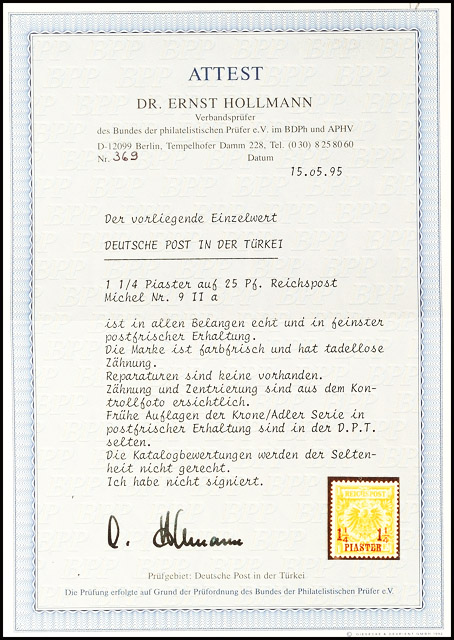 ATTEST
DR. ERNST HOLLMANN
Verbandsprüfer
des Bundes der philatelistischen Prüfer e.V. im BDPh und APHV
D-12099 Berlin, Tempelhofer Damm 228, Tel. (0 30) 8 25 80 60
Nr. 369 Datum
15.05.95
Der vorliegende Einzelwert
DEUTSCHE POST IN DER TÜRKEI
1 1/4 Piaster auf 25 Pf. Reichspost
Michel Nr. 9 II a
ist in allen Belangen echt und in feinster
postfrischer Erhaltung.
Die Marke ist farbfrisch und hat tadellose
Zähnung.
Reparaturen sind keine vorhanden.
Zähnung und Zentrierung sind aus dem Kon-
trollfoto ersichtlich.
Frühe Auflagen der Krone/Adler Serie in
postfrischer Erhaltung sind in der D.P.T.
selten.
Die Katalogbewertungen werden der Selten-
heit nicht gerecht.
Ich habe nicht signiert.
REICHSPOST
1¼ 1¼
PIASTER
Hollmann
Prüfgebiet: Deutsche Post in der Türkei
Die Prüfung erfolgte auf Grund der Prüfordnung des Bundes der Philatelistischen Prüfer e.V.